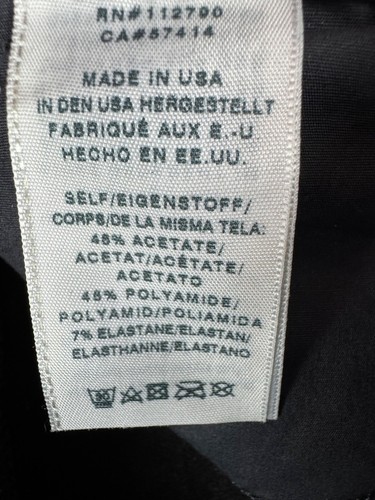 RN#112790
CA#57414
MADE IN USA
IN DEN USA HERGESTELLT
FABRIQUÉ AUX E.-U
HECHO EN EE.UU.
SELF/EIGENSTOFF/
CORPS/DE LA MISMA TELA:
48% ACETATE/
ACETAT/ACÉTATE/
ACETATO
45% POLYAMIDE/
POLYAMID/POLIAMIDA
7% ELASTANE/ELASTAN/
ELASTHANNE/ELASTANO
30